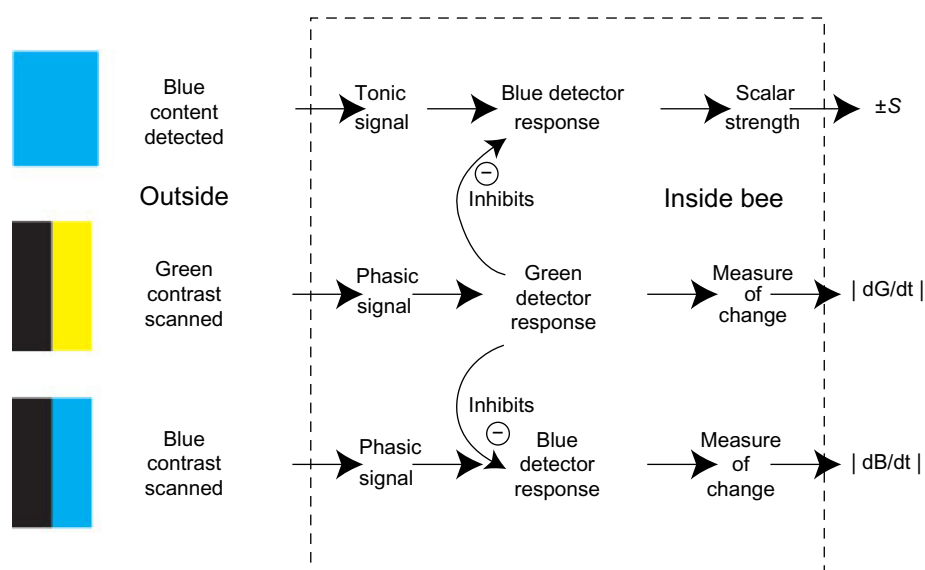 Blue
content
detected
Tonic
signal
Blue detector
response
Scalar
strength
±S
Outside
Inhibits
−
Inside bee
Green
contrast
scanned
Phasic
signal
Green
detector
response
Measure
of
change
| dG/dt |
Inhibits
−
Blue
contrast
scanned
Phasic
signal
Blue
detector
response
Measure
of
change
| dB/dt |